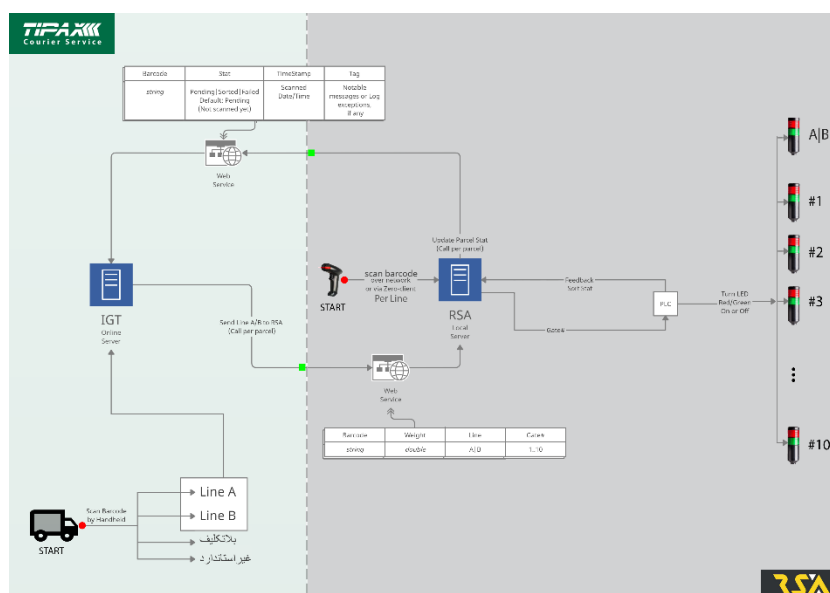 TIPAX
Courier Service
Barcode
Stat
TimeStamp
Tag
string
Pending|Sorted|Failed
Default: Pending
(Not scanned yet)
Scanned
Date/Time
Notable
messages or Log
exceptions,
if any
Web
Service
A|B
#1
#2
Update Parcel Stat
(Call per parcel)
scan barcode
over network
or via Zero-client
Per Line
START
Feedback
Sort Stat
IGT
Online
Server
RSA
Local
Server
PLC
Turn LED
Red/Green
On or Off
#3
Send Line A/B to RSA
(Call per parcel)
Gate#
Web
Service
Barcode
Weight
Line
Gate#
string
double
A|B
1..10
#10
Scan Barcode
by Handheld
START
Line A
Line B
بلاتکلیف
غیر استاندارد
RSA